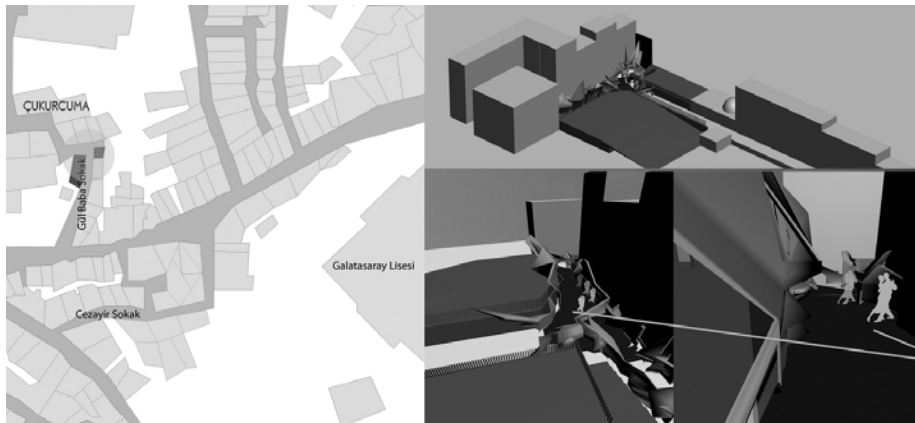 ÇUKURCUMA
Gül Baba Sokak
Galatasaray Lisesi
Cezayir Sokak